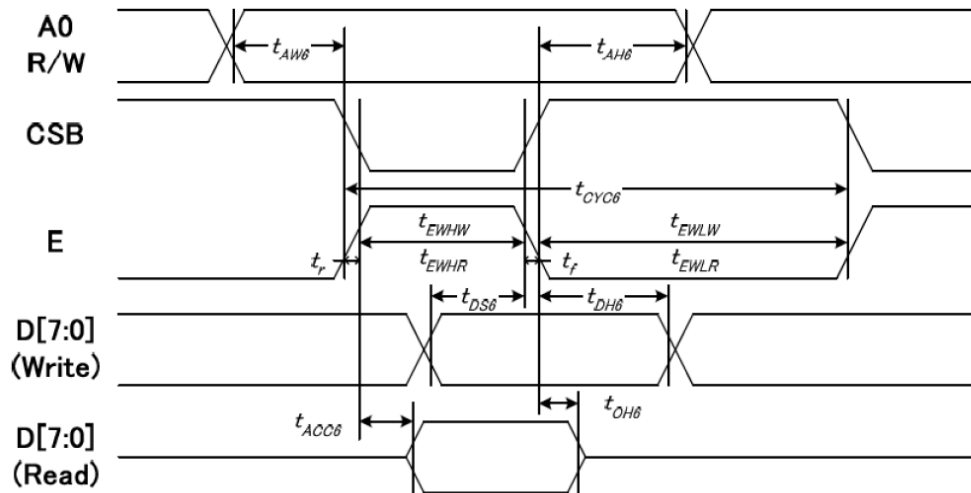 A0
R/W
tAW6
tAH6
CSB
tCYC6
E
tEWHW
tEWLW
tr
tEWHR
tf
tEWLR
tDS6
tDH6
D[7:0]
(Write)
tACC6
tOH6
D[7:0]
(Read)